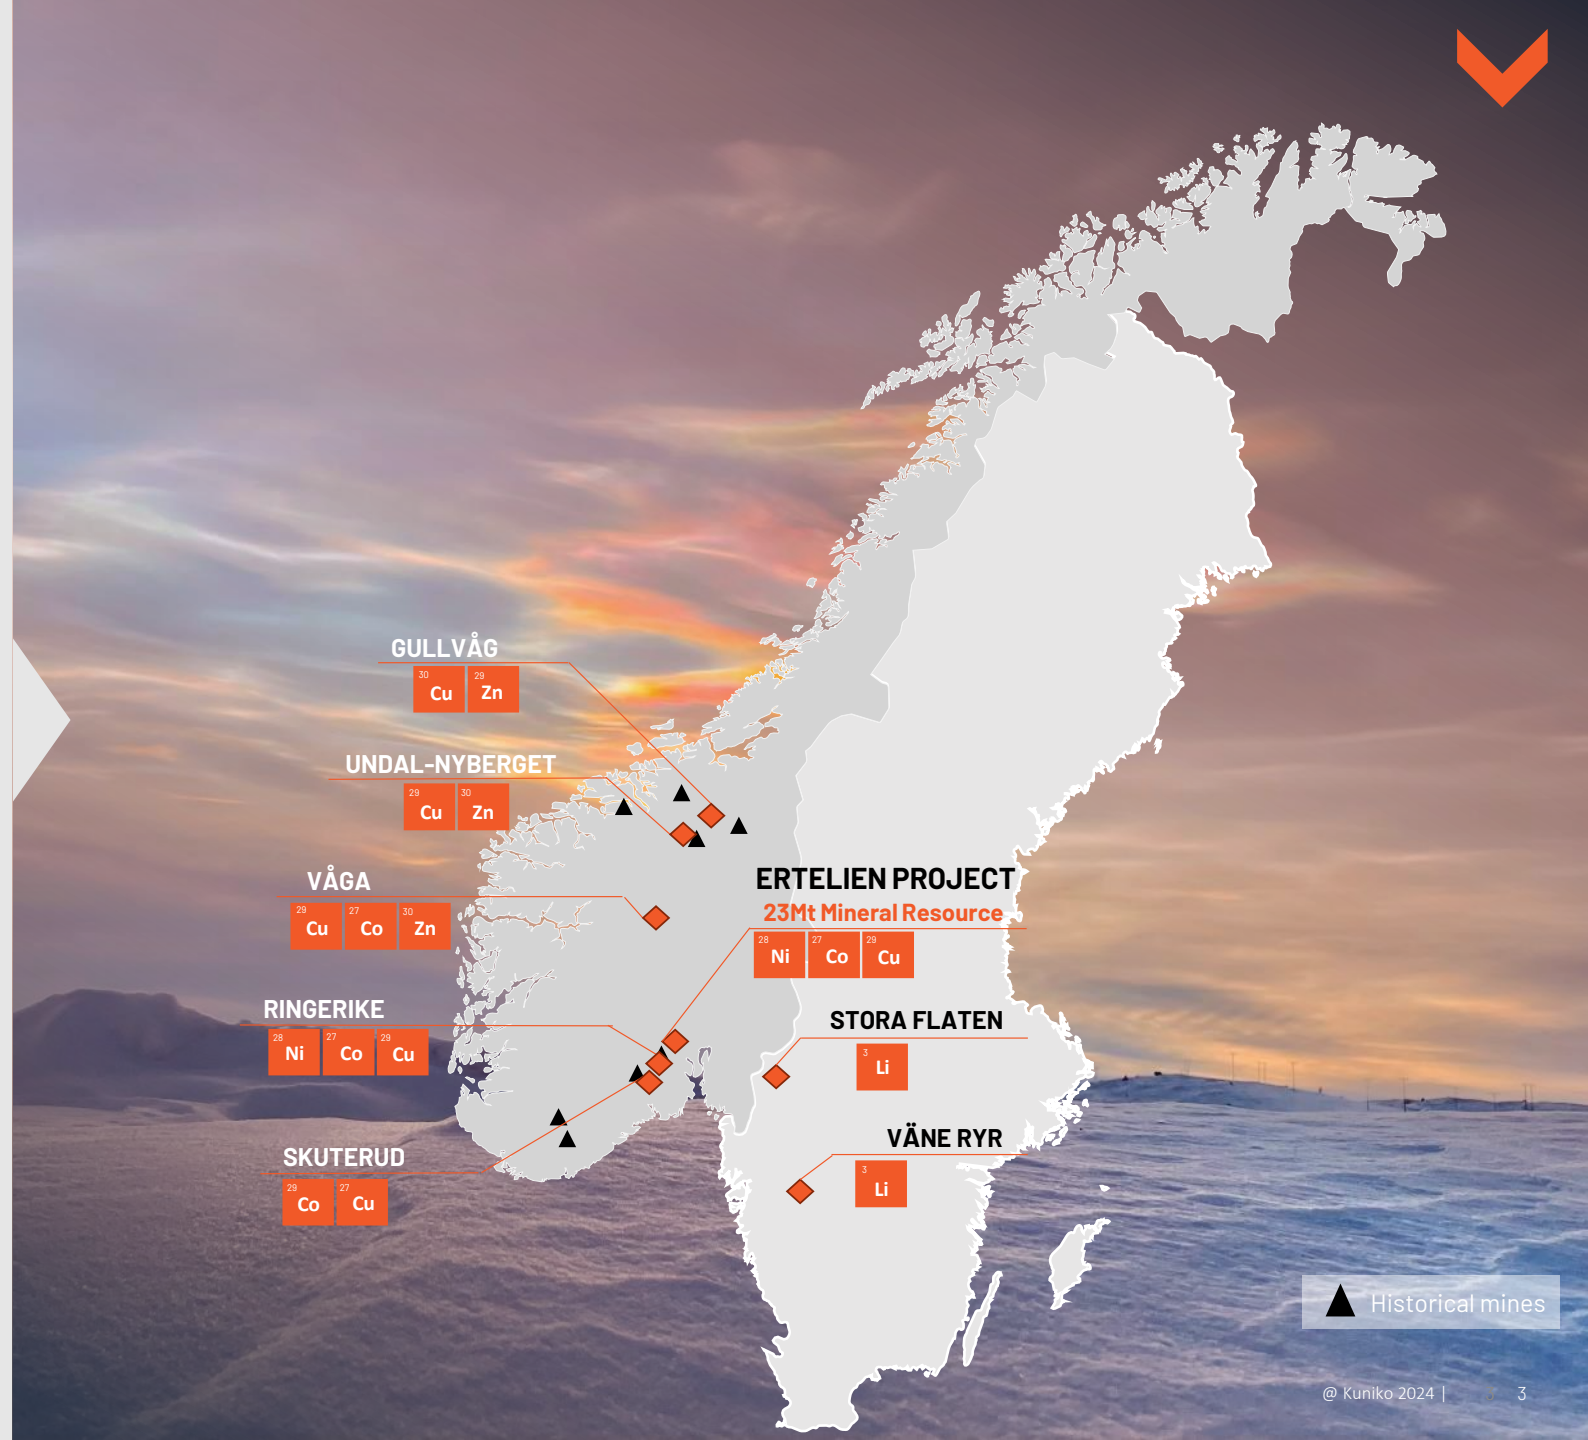 GULLVÅG
30 Cu 29 Zn
UNDAL-NYBERGET
29 Cu 30 Zn
VÅGA
29 Cu 27 Co 30 Zn
ERTELIEN PROJECT
23Mt Mineral Resource
28 Ni 27 Co 29 Cu
RINGERIKE
28 Ni 27 Co 29 Cu
STORA FLATEN
3 Li
VÄNE RYR
3 Li
SKUTERUD
29 Co 27 Cu
Historical mines
@ Kuniko 2024 | 3